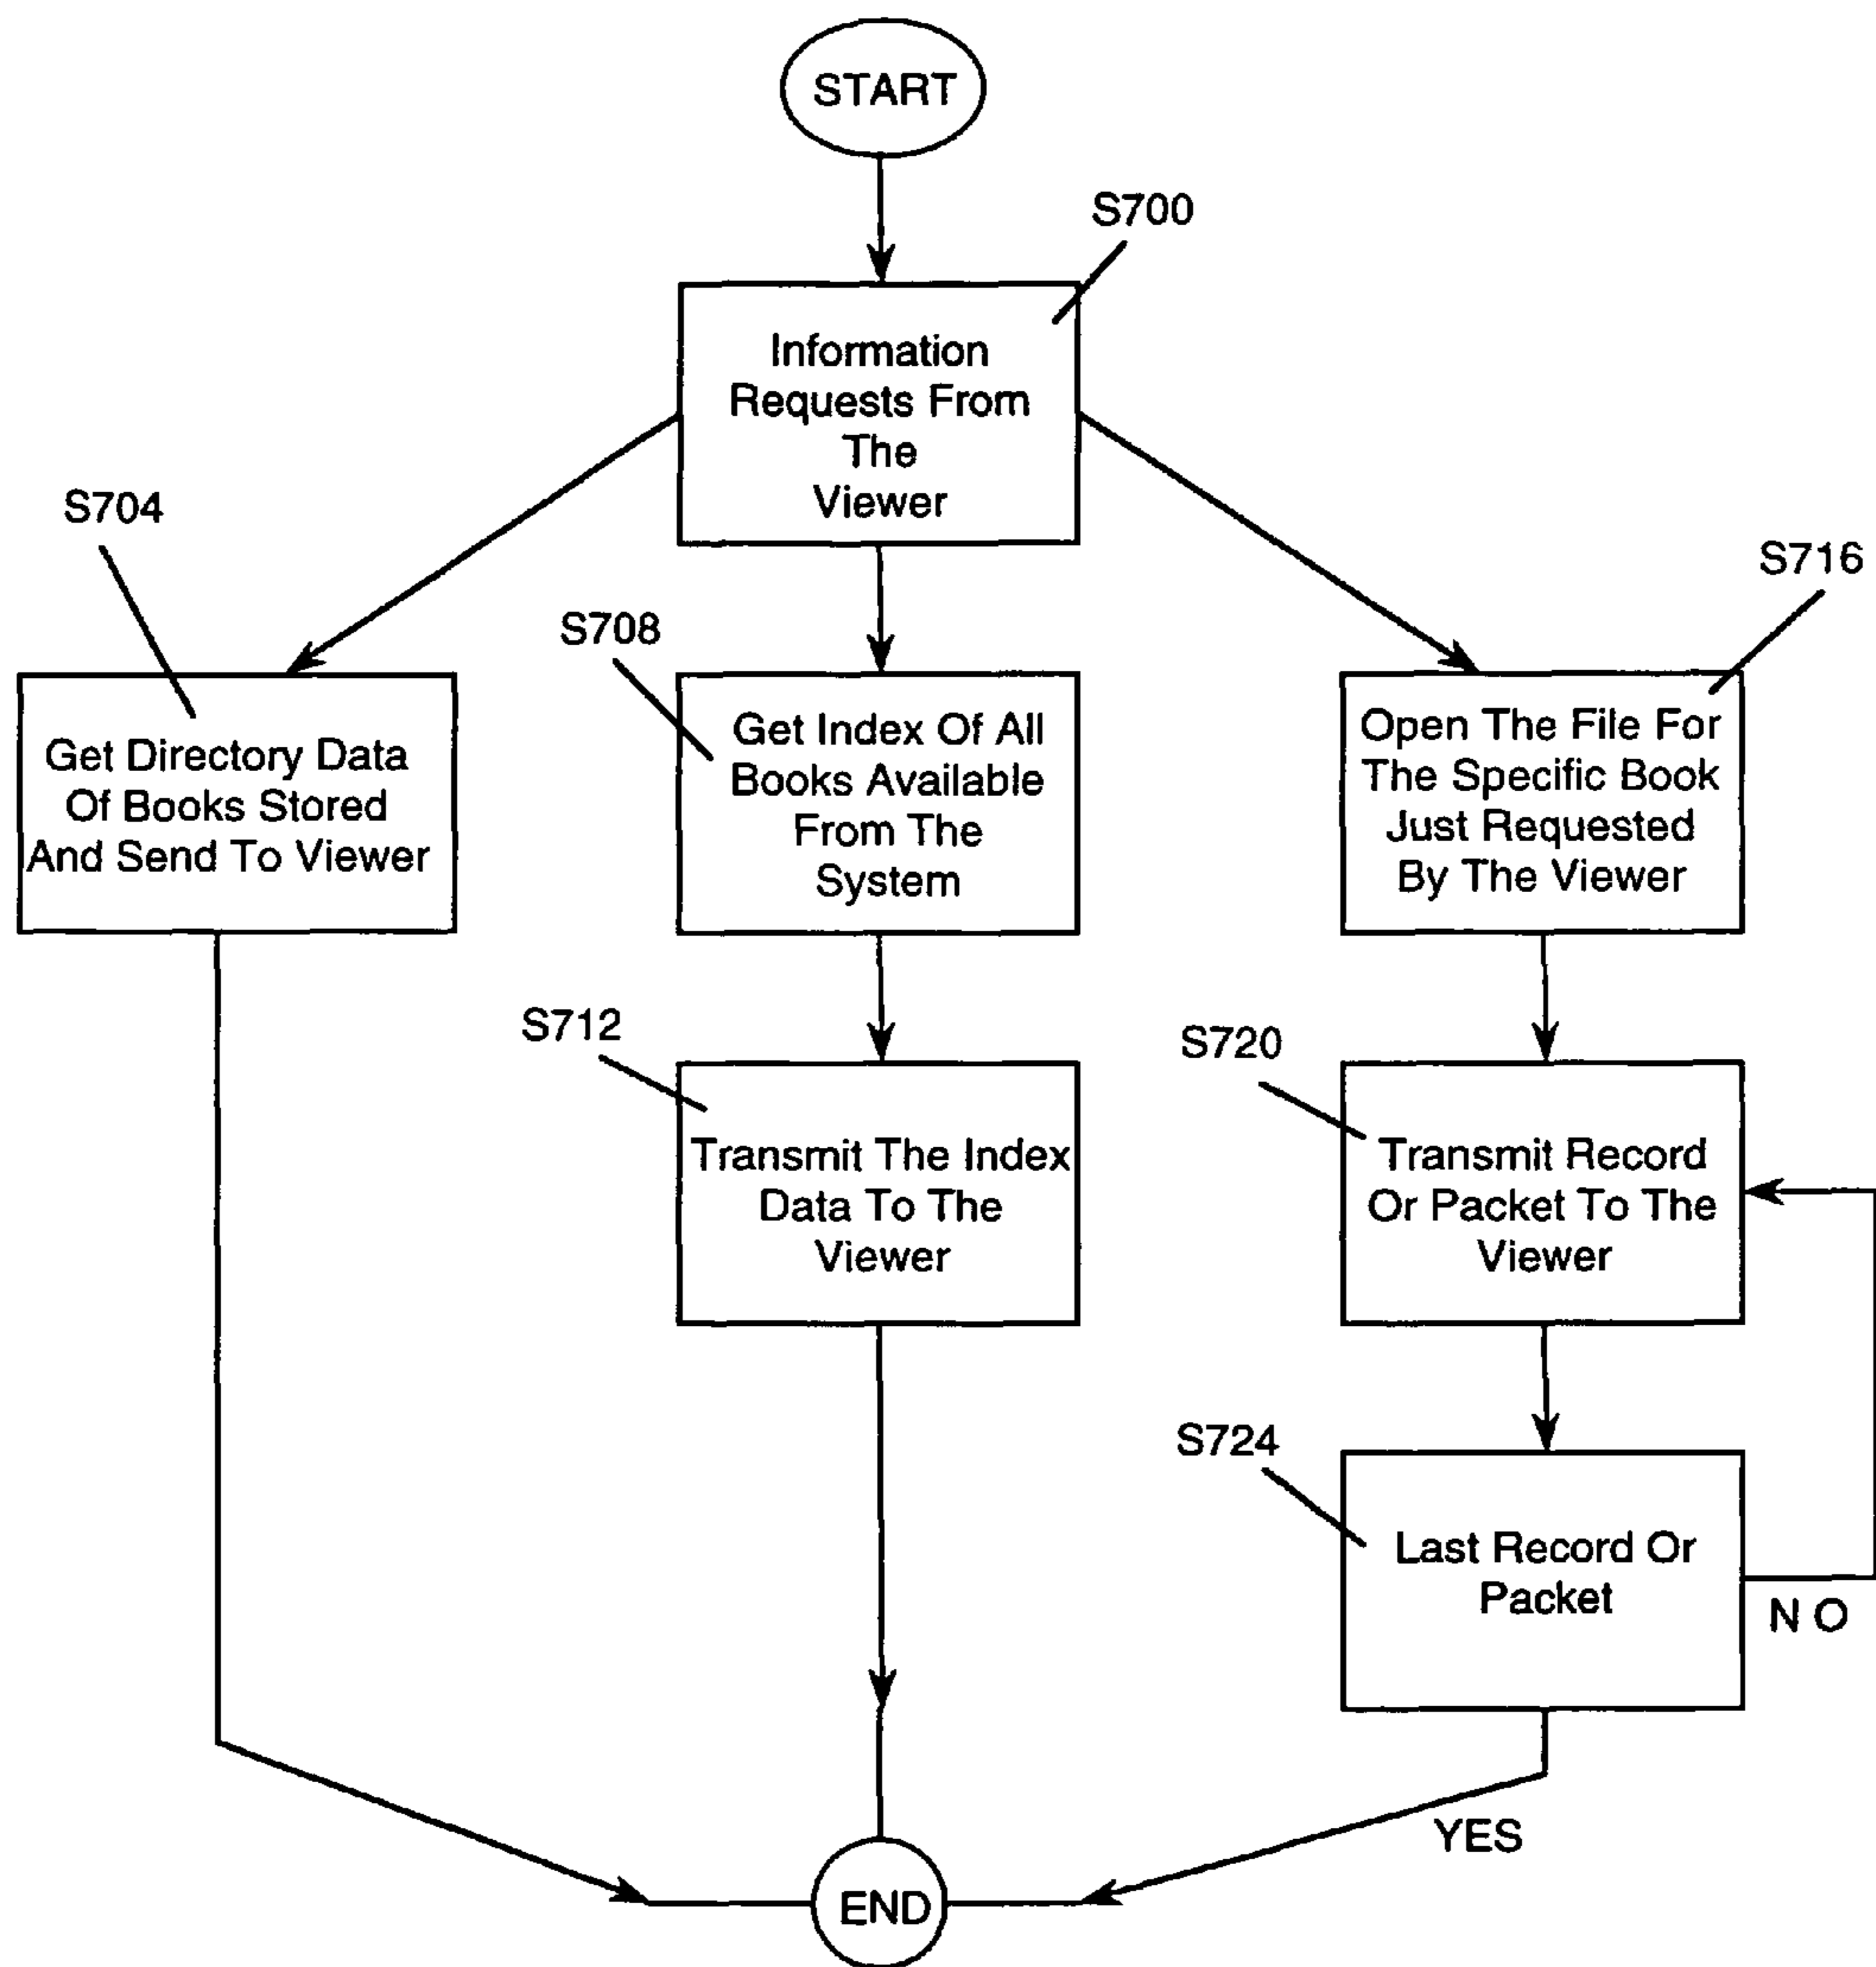 START
S700
Information
Requests From
The
Viewer
S704
Get Directory Data
Of Books Stored
And Send To Viewer
S708
Get Index Of All
Books Available
From The
System
S716
Open The File For
The Specific Book
Just Requested
By The Viewer
S712
Transmit The Index
Data To The
Viewer
S720
Transmit Record
Or Packet To The
Viewer
S724
Last Record Or
Packet
N O
YES
END